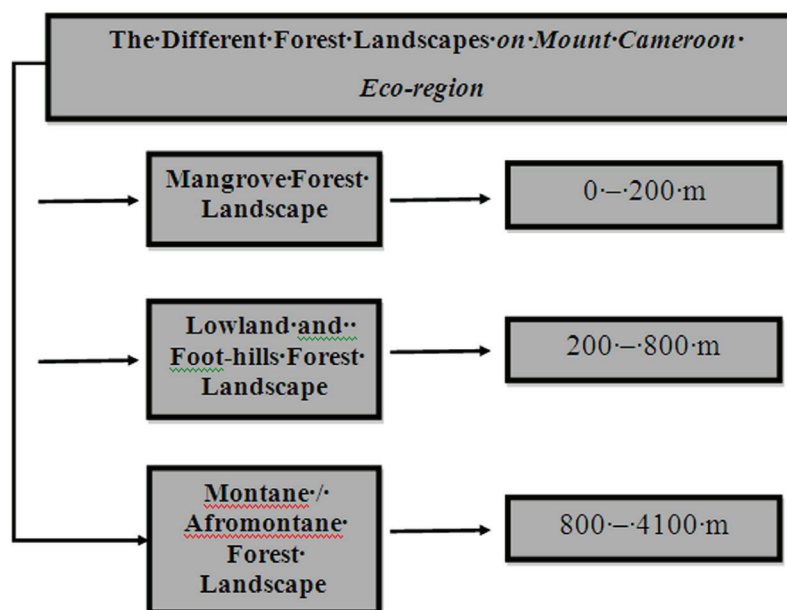 The Different Forest Landscapes on Mount Cameroon
Eco-region
Mangrove Forest
Landscape
0 – 200 m
Lowland and
Foot-hills Forest
Landscape
200 – 800 m
Montane /
Afromontane
Forest
Landscape
800 – 4100 m